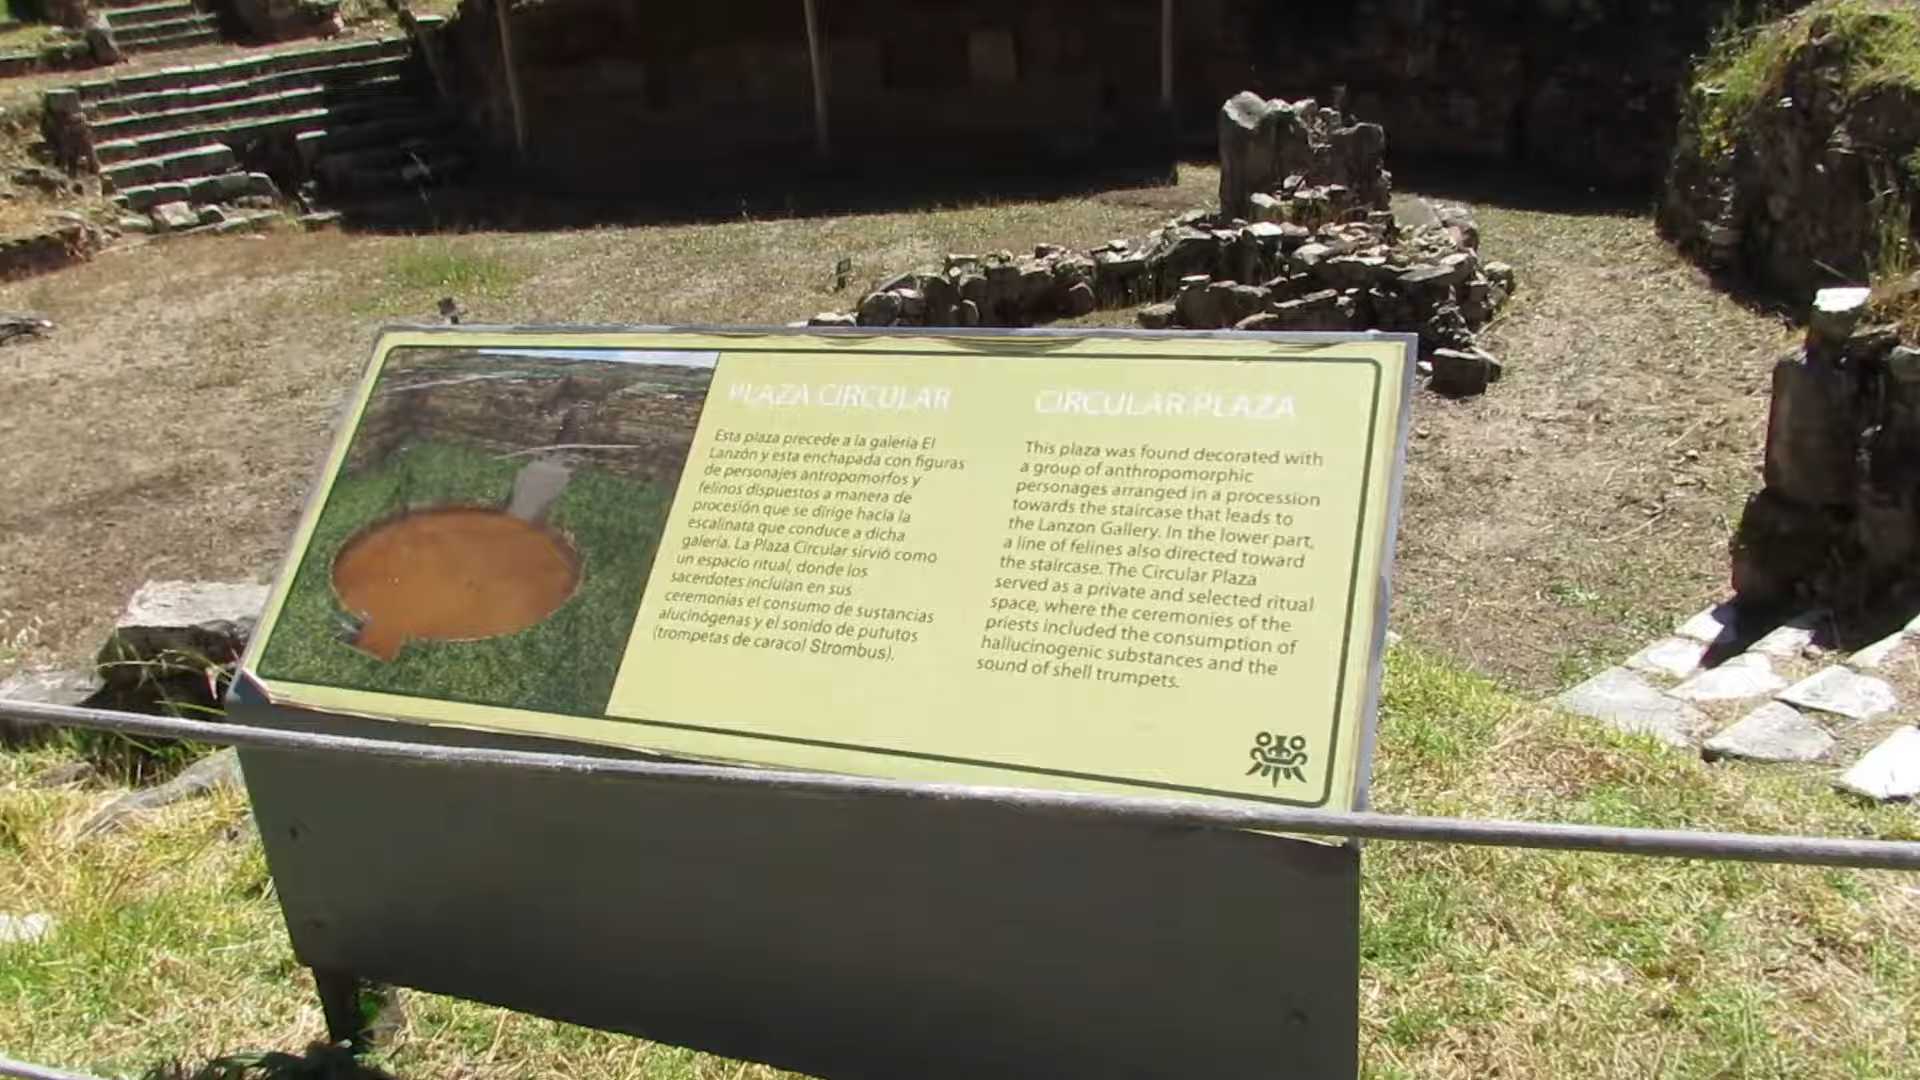 PLAZA CIRCULAR
Esta plaza precede a la galería El
Lanzón y esta enchapada con figuras
de personajes antropomorfos y
felinos dispuestos a manera de
procesión que se dirige hacia la
escalinata que conduce a dicha
galería. La Plaza Circular sirvió como
un espacio ritual, donde los
sacerdotes incluían en sus
ceremonias el consumo de sustancias
alucinógenas y el sonido de pututos
(trompetas de caracol Strombus).
CIRCULAR PLAZA
This plaza was found decorated with
a group of anthropomorphic
personages arranged in a procession
towards the staircase that leads to
the Lanzon Gallery. In the lower part,
a line of felines also directed toward
the staircase. The Circular Plaza
served as a private and selected ritual
space, where the ceremonies of the
priests included the consumption of
hallucinogenic substances and the
sound of shell trumpets.